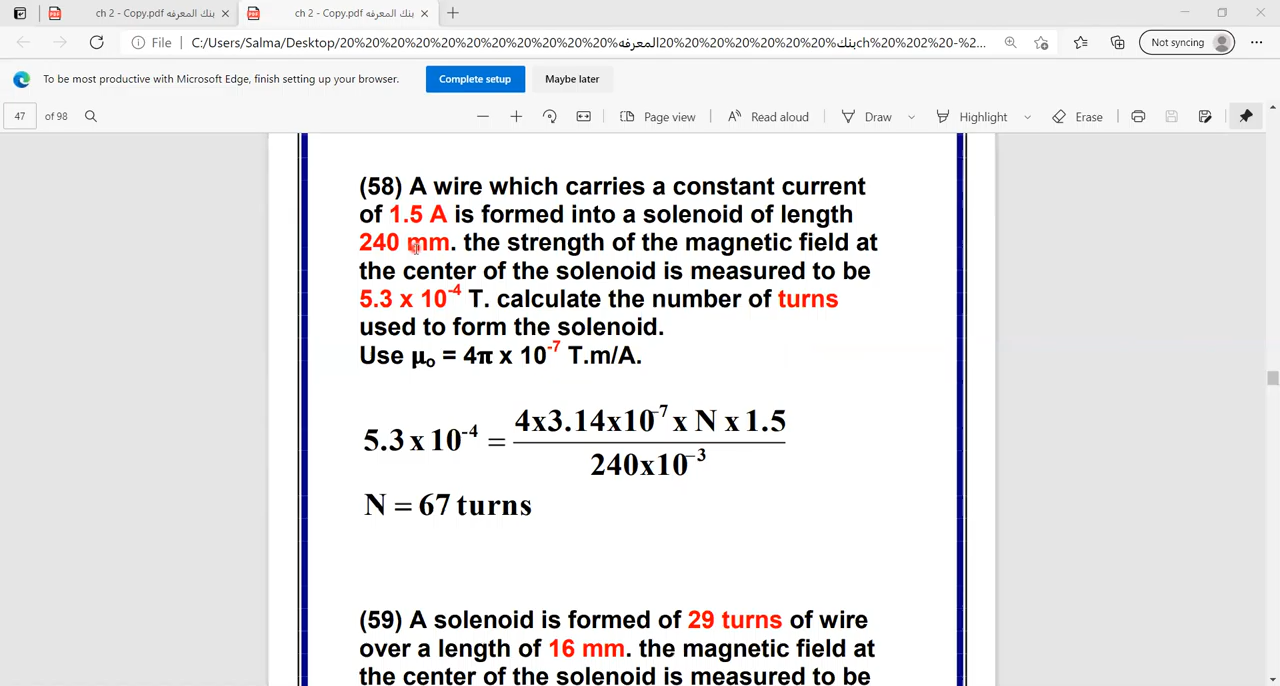 ch 2 - Copy.pdf بنك المعرفه
ch 2 - Copy.pdf بنك المعرفه
File
C:/Users/Salma/Desktop/20%20%20%20%20%20%20%20%20%20%20%20%المعرفه20%20%20%20%20%20%20%بنكch%20%202%20-%2...
Not syncing
To be most productive with Microsoft Edge, finish setting up your browser.
Complete setup
Maybe later
47 of 98
Page view
Read aloud
Draw
Highlight
Erase
(58) A wire which carries a constant current
of 1.5 A is formed into a solenoid of length
240 mm. the strength of the magnetic field at
the center of the solenoid is measured to be
5.3 x 10⁻⁴ T. calculate the number of turns
used to form the solenoid.
Use μₒ = 4π x 10⁻⁷ T.m/A.
5.3 x 10⁻⁴ = 4x3.14x10⁻⁷ x N x 1.5
240x10⁻³
N = 67 turns
(59) A solenoid is formed of 29 turns of wire
over a length of 16 mm. the magnetic field at
the center of the solenoid is measured to be